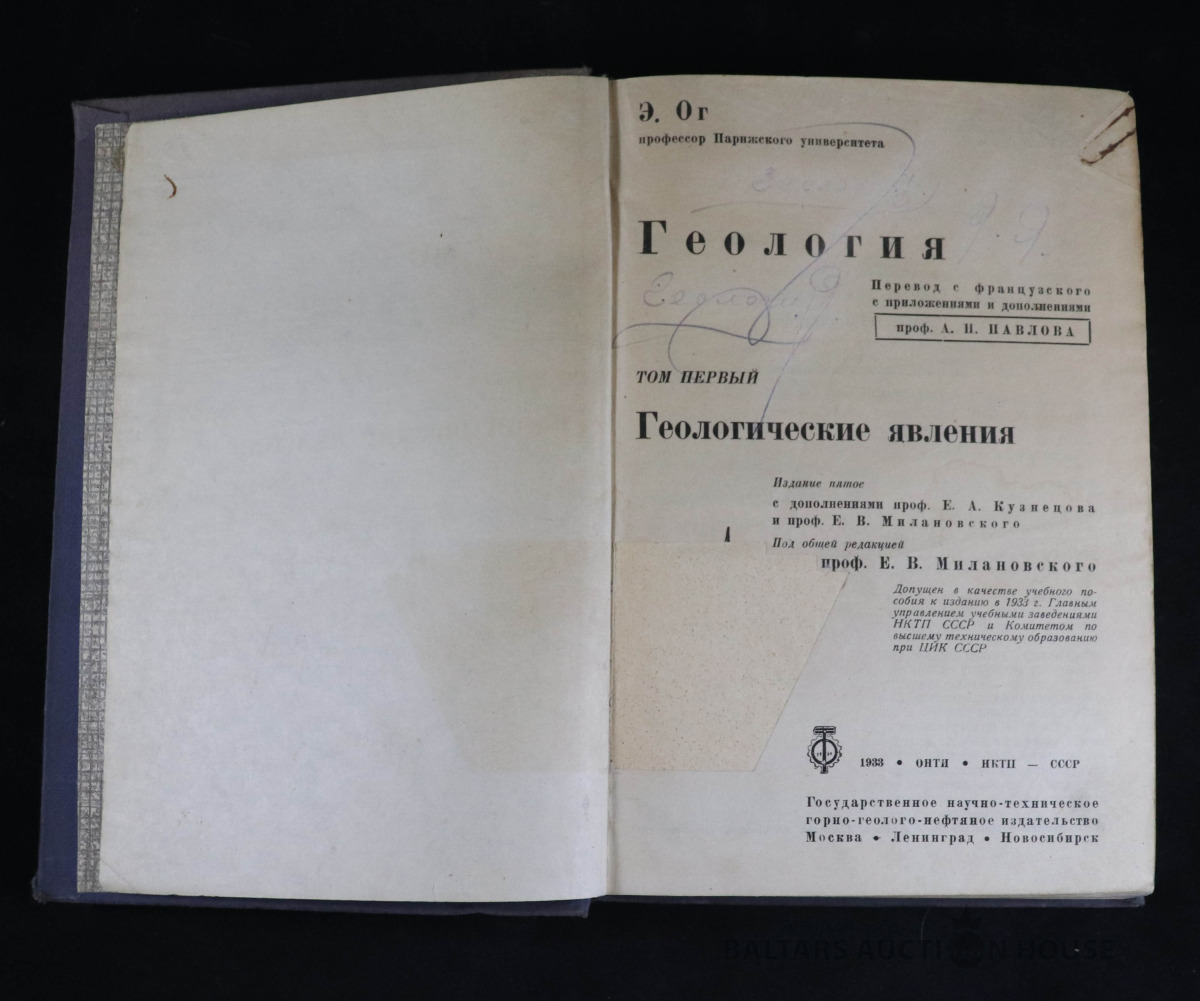 Э. Ог
профессор Парижского университета
Геология
Перевод с французского
с приложениями и дополнениями
проф. А. П. ПАВЛОВА
ТОМ ПЕРВЫЙ
Геологические явления
Издание пятое
с дополнениями проф. Е. А. Кузнецова
и проф. Е. В. Милановского
Под общей редакцией
проф. Е. В. Милановского
Допущен в качестве учебного по-
собия к изданию в 1933 г. Главным
управлением учебными заведениями
НКТП СССР и Комитетом по
высшему техническому образованию
при ЦИК СССР
1933 • ОНТИ • НКТП — СССР
Государственное научно-техническое
горно-геолого-нефтяное издательство
Москва • Ленинград • Новосибирск
BALTARS AUCTION HOUSE